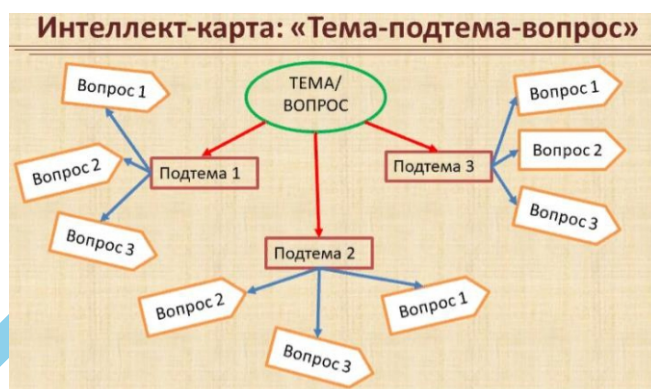 Интеллект-карта: «Тема-подтема-вопрос»
ТЕМА/
ВОПРОС
Вопрос 1
Вопрос 2
Вопрос 3
Подтема 1
Подтема 3
Вопрос 1
Вопрос 2
Вопрос 3
Подтема 2
Вопрос 2
Вопрос 3
Вопрос 1